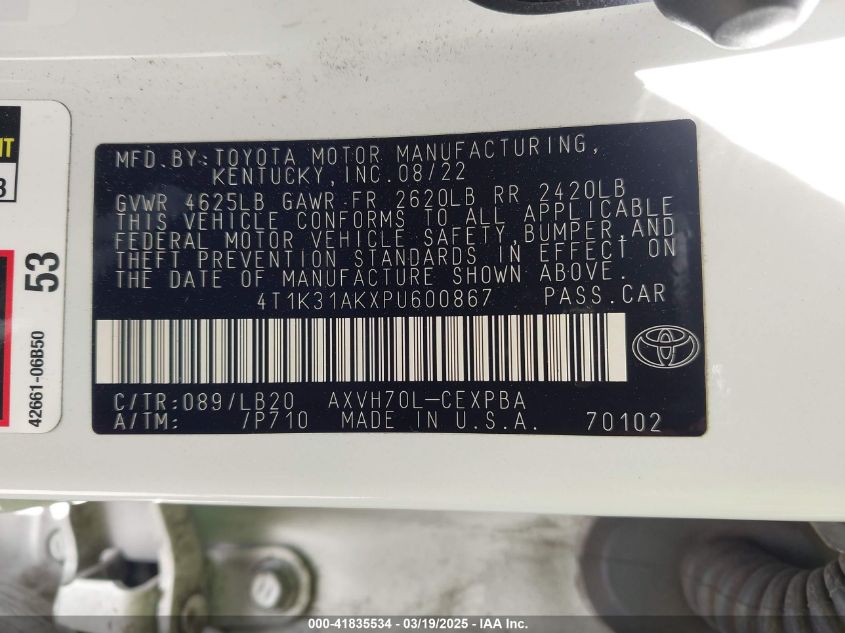 MFD. BY: TOYOTA MOTOR MANUFACTURING,
KENTUCKY, INC. 08/22
GVWR 4625LB GAWR FR 2620LB RR 2420LB
THIS VEHICLE CONFORMS TO ALL APPLICABLE
FEDERAL MOTOR VEHICLE SAFETY, BUMPER, AND
THEFT PREVENTION STANDARDS IN EFFECT ON
THE DATE OF MANUFACTURE SHOWN ABOVE.
4T1K31AKXPU600867 PASS. CAR
C/TR: 089/LB20 AXVH70L-CEXPBA
A/TM: /P710 MADE IN U.S.A. 70102
53
42661-06B50
000-41835534 - 03/19/2025 - IAA Inc.